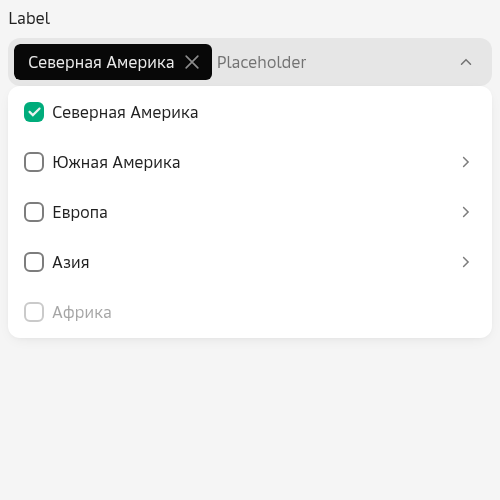 Label
Северная Америка Placeholder
Северная Америка
Южная Америка
Европа
Азия
Африка